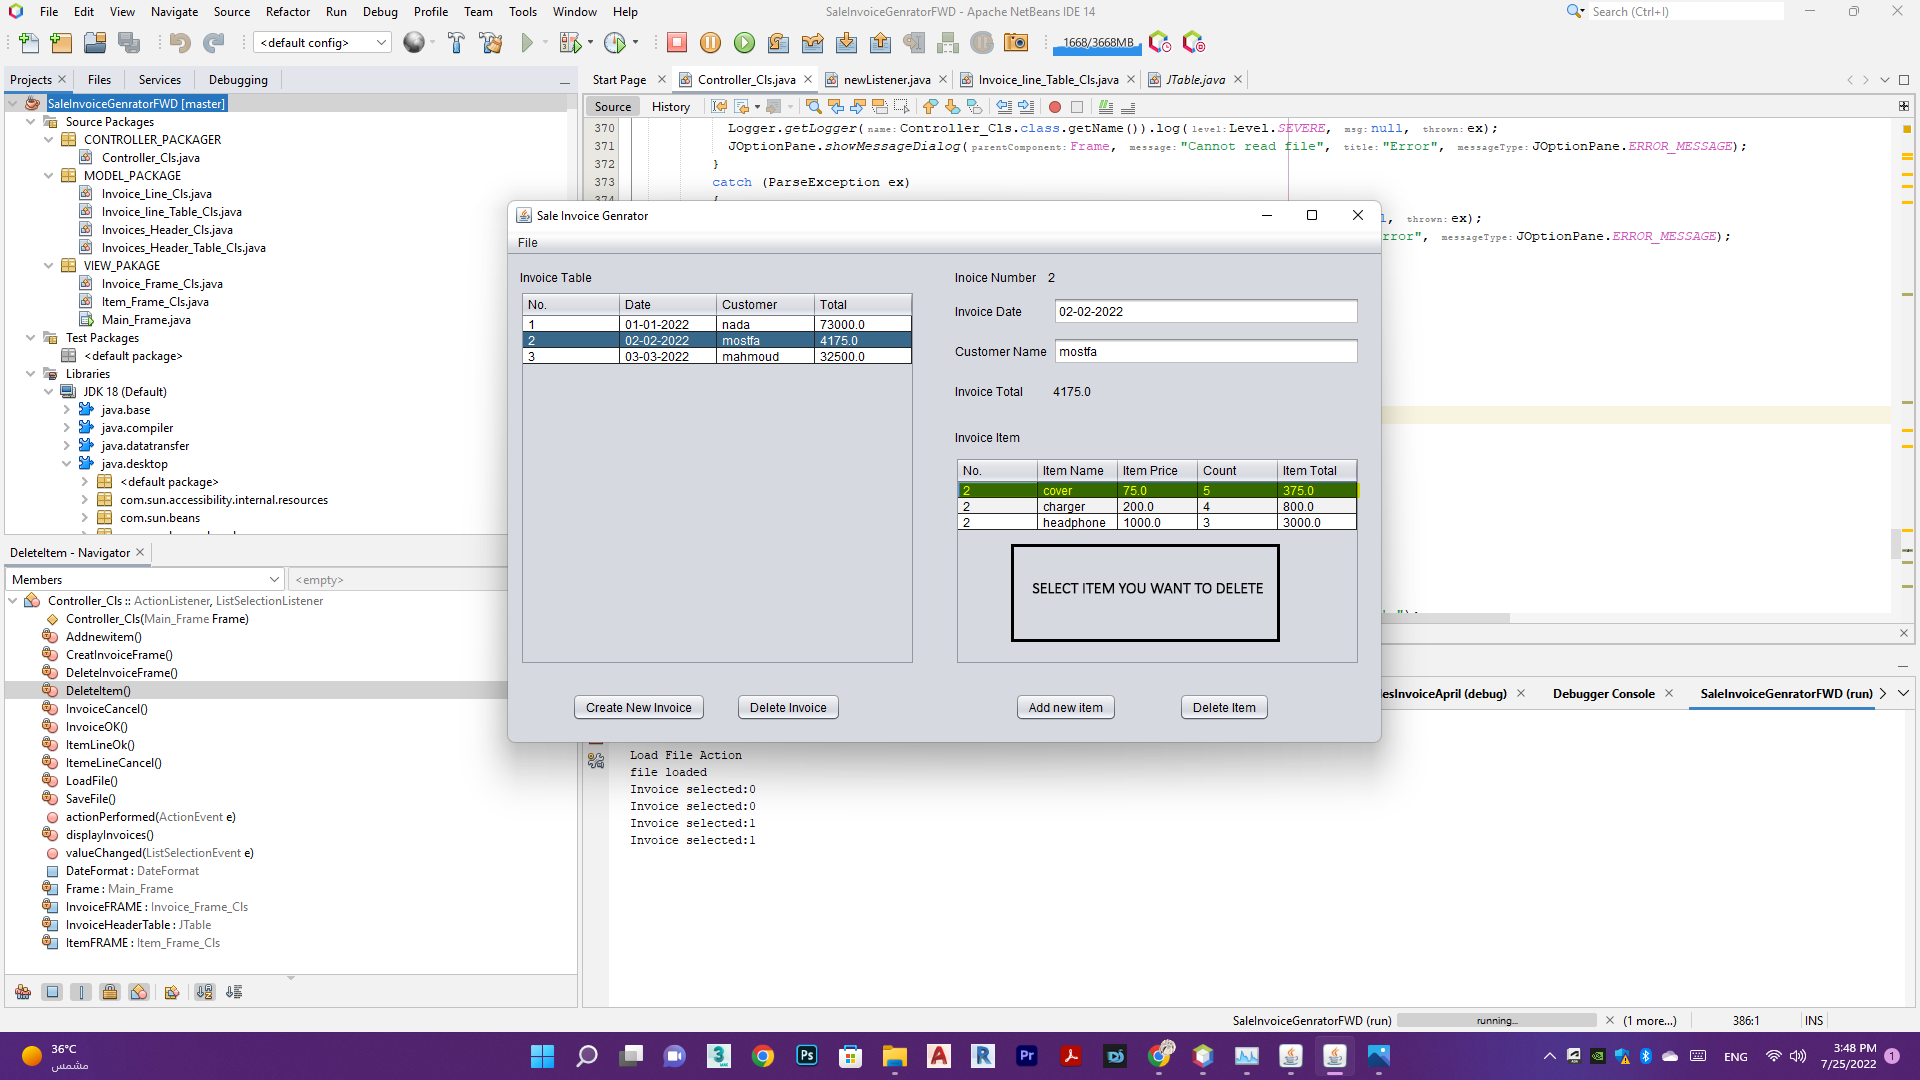 File Edit View Navigate Source Refactor Run Debug Profile Team Tools Window Help
SaleInvoiceGenratorFWD - Apache NetBeans IDE 14
Search (Ctrl+I)
<default config>
1668/3668MB
Projects Files Services Debugging
Start Page Controller_Cls.java newListener.java Invoice_line_Table_Cls.java JTable.java
Source History
SaleInvoiceGenratorFWD [master]
Source Packages
CONTROLLER_PACKAGER
Controller_Cls.java
MODEL_PACKAGE
Invoice_Line_Cls.java
Invoice_line_Table_Cls.java
Invoices_Header_Cls.java
Invoices_Header_Table_Cls.java
VIEW_PAKAGE
Invoice_Frame_Cls.java
Item_Frame_Cls.java
Main_Frame.java
Test Packages
<default package>
Libraries
JDK 18 (Default)
java.base
java.compiler
java.datatransfer
java.desktop
<default package>
com.sun.accessibility.internal.resources
com.sun.beans
370 Logger.getLogger(name:Controller_Cls.class.getName()).log(level:Level.SEVERE, msg:null, thrown:ex);
371 JOptionPane.showMessageDialog(parentComponent:Frame, message:"Cannot read file", title:"Error", messageType:JOptionPane.ERROR_MESSAGE);
372 }
373 catch (ParseException ex)
l, thrown:ex);
rror", messageType:JOptionPane.ERROR_MESSAGE);
Sale Invoice Genrator
File
Invoice Table
No. Date Customer Total
1 01-01-2022 nada 73000.0
2 02-02-2022 mostfa 4175.0
3 03-03-2022 mahmoud 32500.0
Inoice Number 2
Invoice Date 02-02-2022
Customer Name mostfa
Invoice Total 4175.0
Invoice Item
No. Item Name Item Price Count Item Total
2 cover 75.0 5 375.0
2 charger 200.0 4 800.0
2 headphone 1000.0 3 3000.0
SELECT ITEM YOU WANT TO DELETE
Create New Invoice Delete Invoice Add new item Delete Item
DeleteItem - Navigator
Members <empty>
Controller_Cls :: ActionListener, ListSelectionListener
Controller_Cls(Main_Frame Frame)
Addnewitem()
CreatInvoiceFrame()
DeleteInvoiceFrame()
DeleteItem()
InvoiceCancel()
InvoiceOK()
ItemLineOk()
ItemeLineCancel()
LoadFile()
SaveFile()
actionPerformed(ActionEvent e)
displayInvoices()
valueChanged(ListSelectionEvent e)
DateFormat : DateFormat
Frame : Main_Frame
InvoiceFRAME : Invoice_Frame_Cls
InvoiceHeaderTable : JTable
ItemFRAME : Item_Frame_Cls
lesInvoiceApril (debug) Debugger Console SaleInvoiceGenratorFWD (run)
Load File Action
file loaded
Invoice selected:0
Invoice selected:0
Invoice selected:1
Invoice selected:1
SaleInvoiceGenratorFWD (run) running... (1 more...) 386:1 INS
36°C
مشمس
ENG
3:48 PM
7/25/2022
1